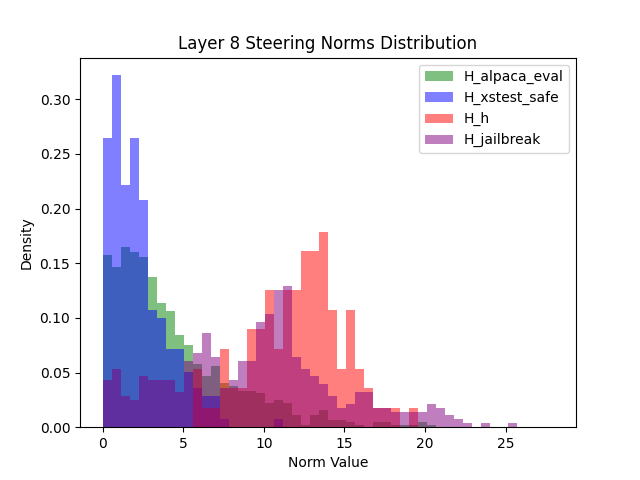 Layer 8 Steering Norms Distribution
H_alpaca_eval
H_xstest_safe
H_h
H_jailbreak
Density
0.30
0.25
0.20
0.15
0.10
0.05
0.00
0
5
10
15
20
25
Norm Value